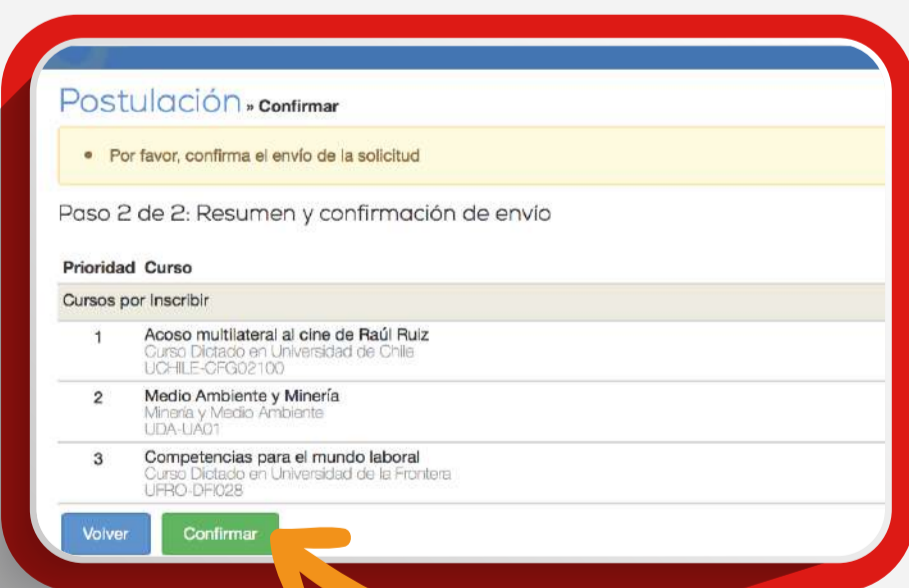 Postulación » Confirmar
• Por favor, confirma el envío de la solicitud
Paso 2 de 2: Resumen y confirmación de envío
Prioridad Curso
Cursos por Inscribir
1 Acoso multilateral al cine de Raúl Ruiz
Curso Dictado en Universidad de Chile
UCHILE-CFG02100
2 Medio Ambiente y Minería
Minería y Medio Ambiente
UDA-UA01
3 Competencias para el mundo laboral
Curso Dictado en Universidad de la Frontera
UFRO-DFI028
Volver Confirmar